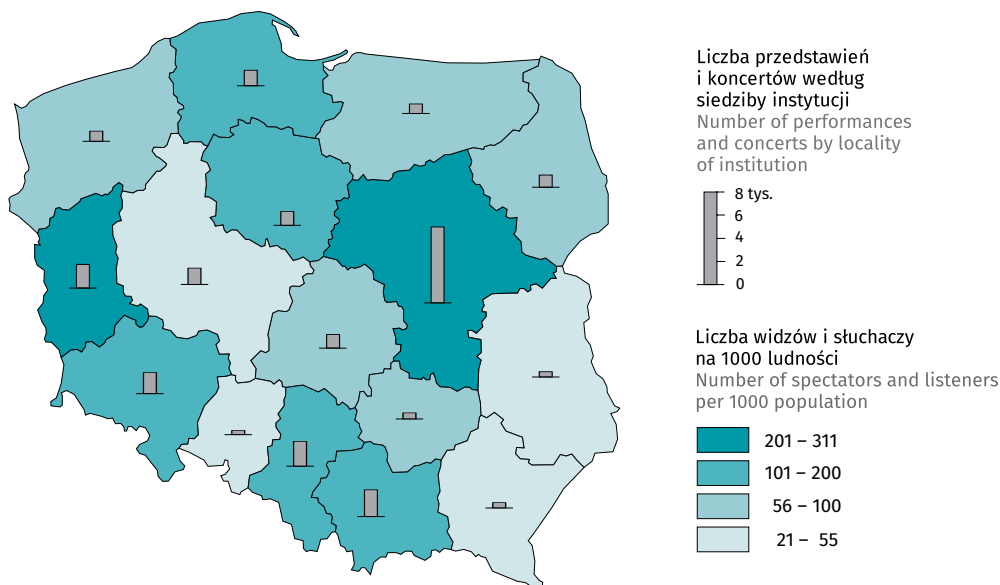 Liczba przedstawień
i koncertów według
siedziby instytucji
Number of performances
and concerts by locality
of institution
8 tys.
6
4
2
0
Liczba widzów i słuchaczy
na 1000 ludności
Number of spectators and listeners
per 1000 population
201 – 311
101 – 200
56 – 100
21 – 55